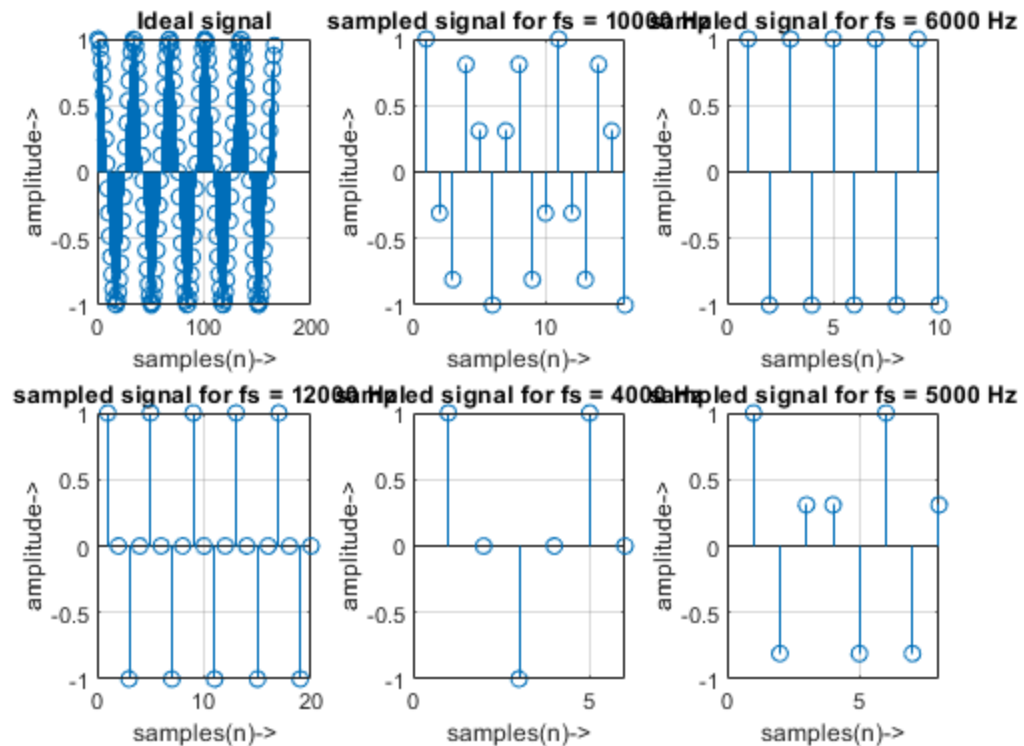 Ideal signal
1
0.5
0
-0.5
-1
0 100 200
amplitude->
samples(n)->
sampled signal for fs = 10000 Hz
1
0.5
0
-0.5
-1
0 10
amplitude->
samples(n)->
sampled signal for fs = 6000 Hz
1
0.5
0
-0.5
-1
0 5 10
amplitude->
samples(n)->
sampled signal for fs = 12000 Hz
1
0.5
0
-0.5
-1
0 10 20
amplitude->
samples(n)->
sampled signal for fs = 4000 Hz
1
0.5
0
-0.5
-1
0 5
amplitude->
samples(n)->
sampled signal for fs = 5000 Hz
1
0.5
0
-0.5
-1
0 5
amplitude->
samples(n)->